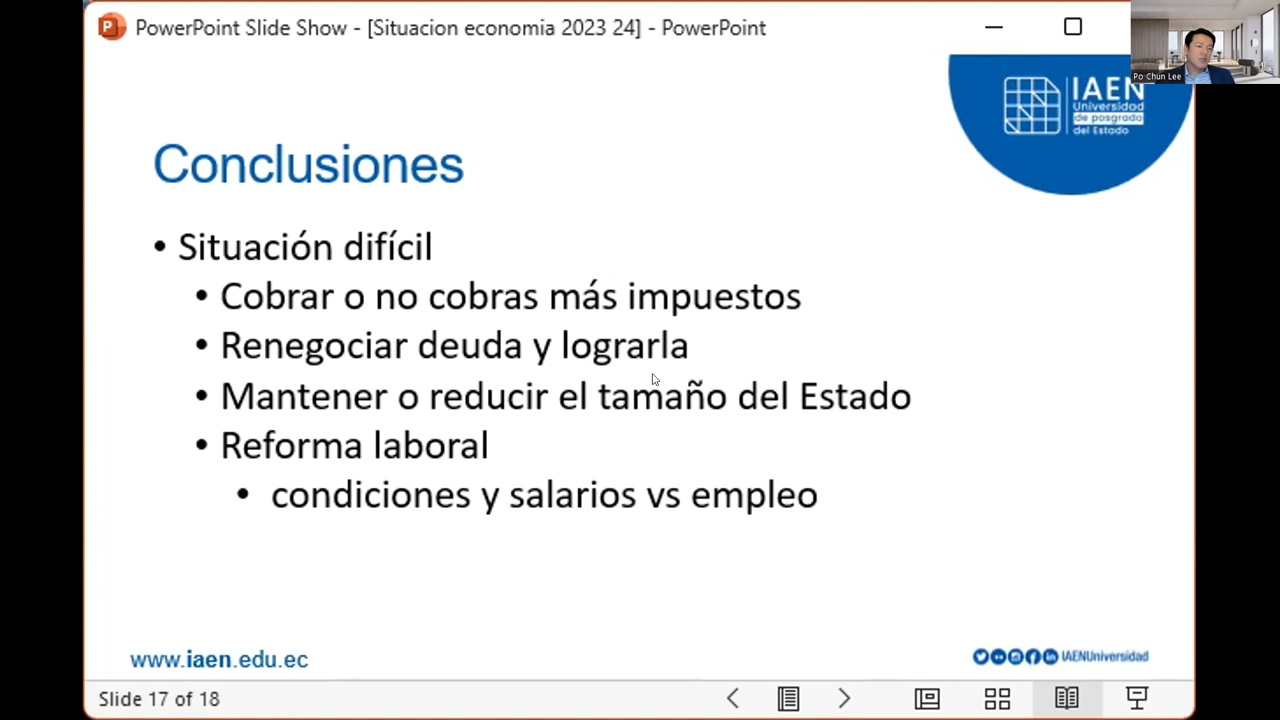 PowerPoint Slide Show - [Situacion economia 2023 24] - PowerPoint
Po Chun Lee
IAEN
Universidad
de posgrado
del Estado
Conclusiones
• Situación difícil
• Cobrar o no cobras más impuestos
• Renegociar deuda y lograrla
• Mantener o reducir el tamaño del Estado
• Reforma laboral
• condiciones y salarios vs empleo
www.iaen.edu.ec
IAENUniversidad
Slide 17 of 18